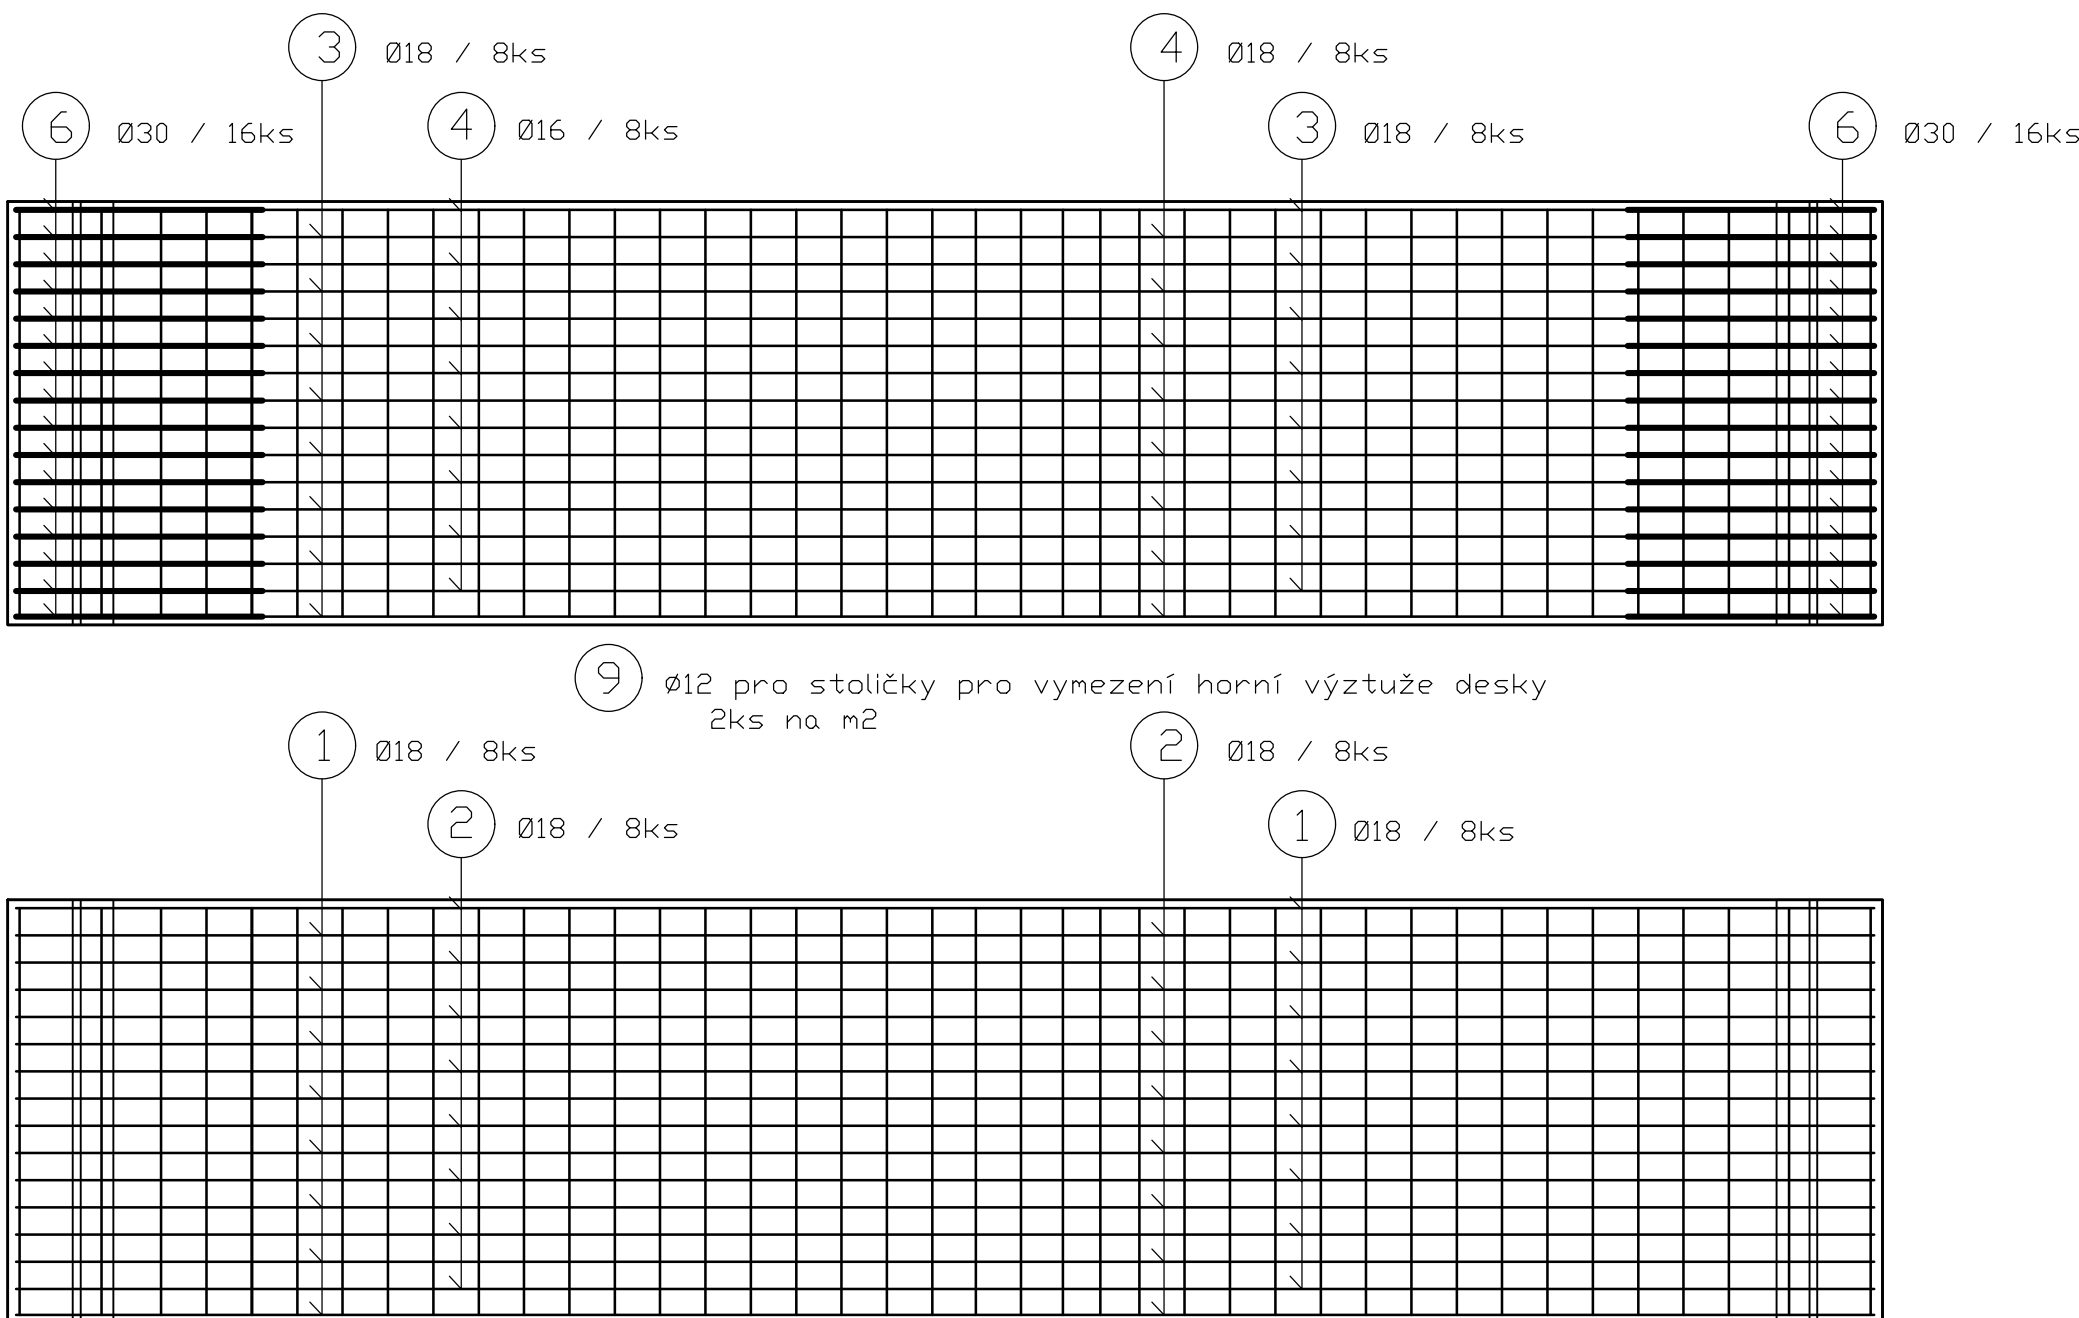 3 Ø18 / 8ks
4 Ø18 / 8ks
6 Ø30 / 16ks
4 Ø16 / 8ks
3 Ø18 / 8ks
6 Ø30 / 16ks
9 ø12 pro stoličky pro vymezení horní výztuže desky
2ks na m2
1 Ø18 / 8ks
2 Ø18 / 8ks
2 Ø18 / 8ks
1 Ø18 / 8ks